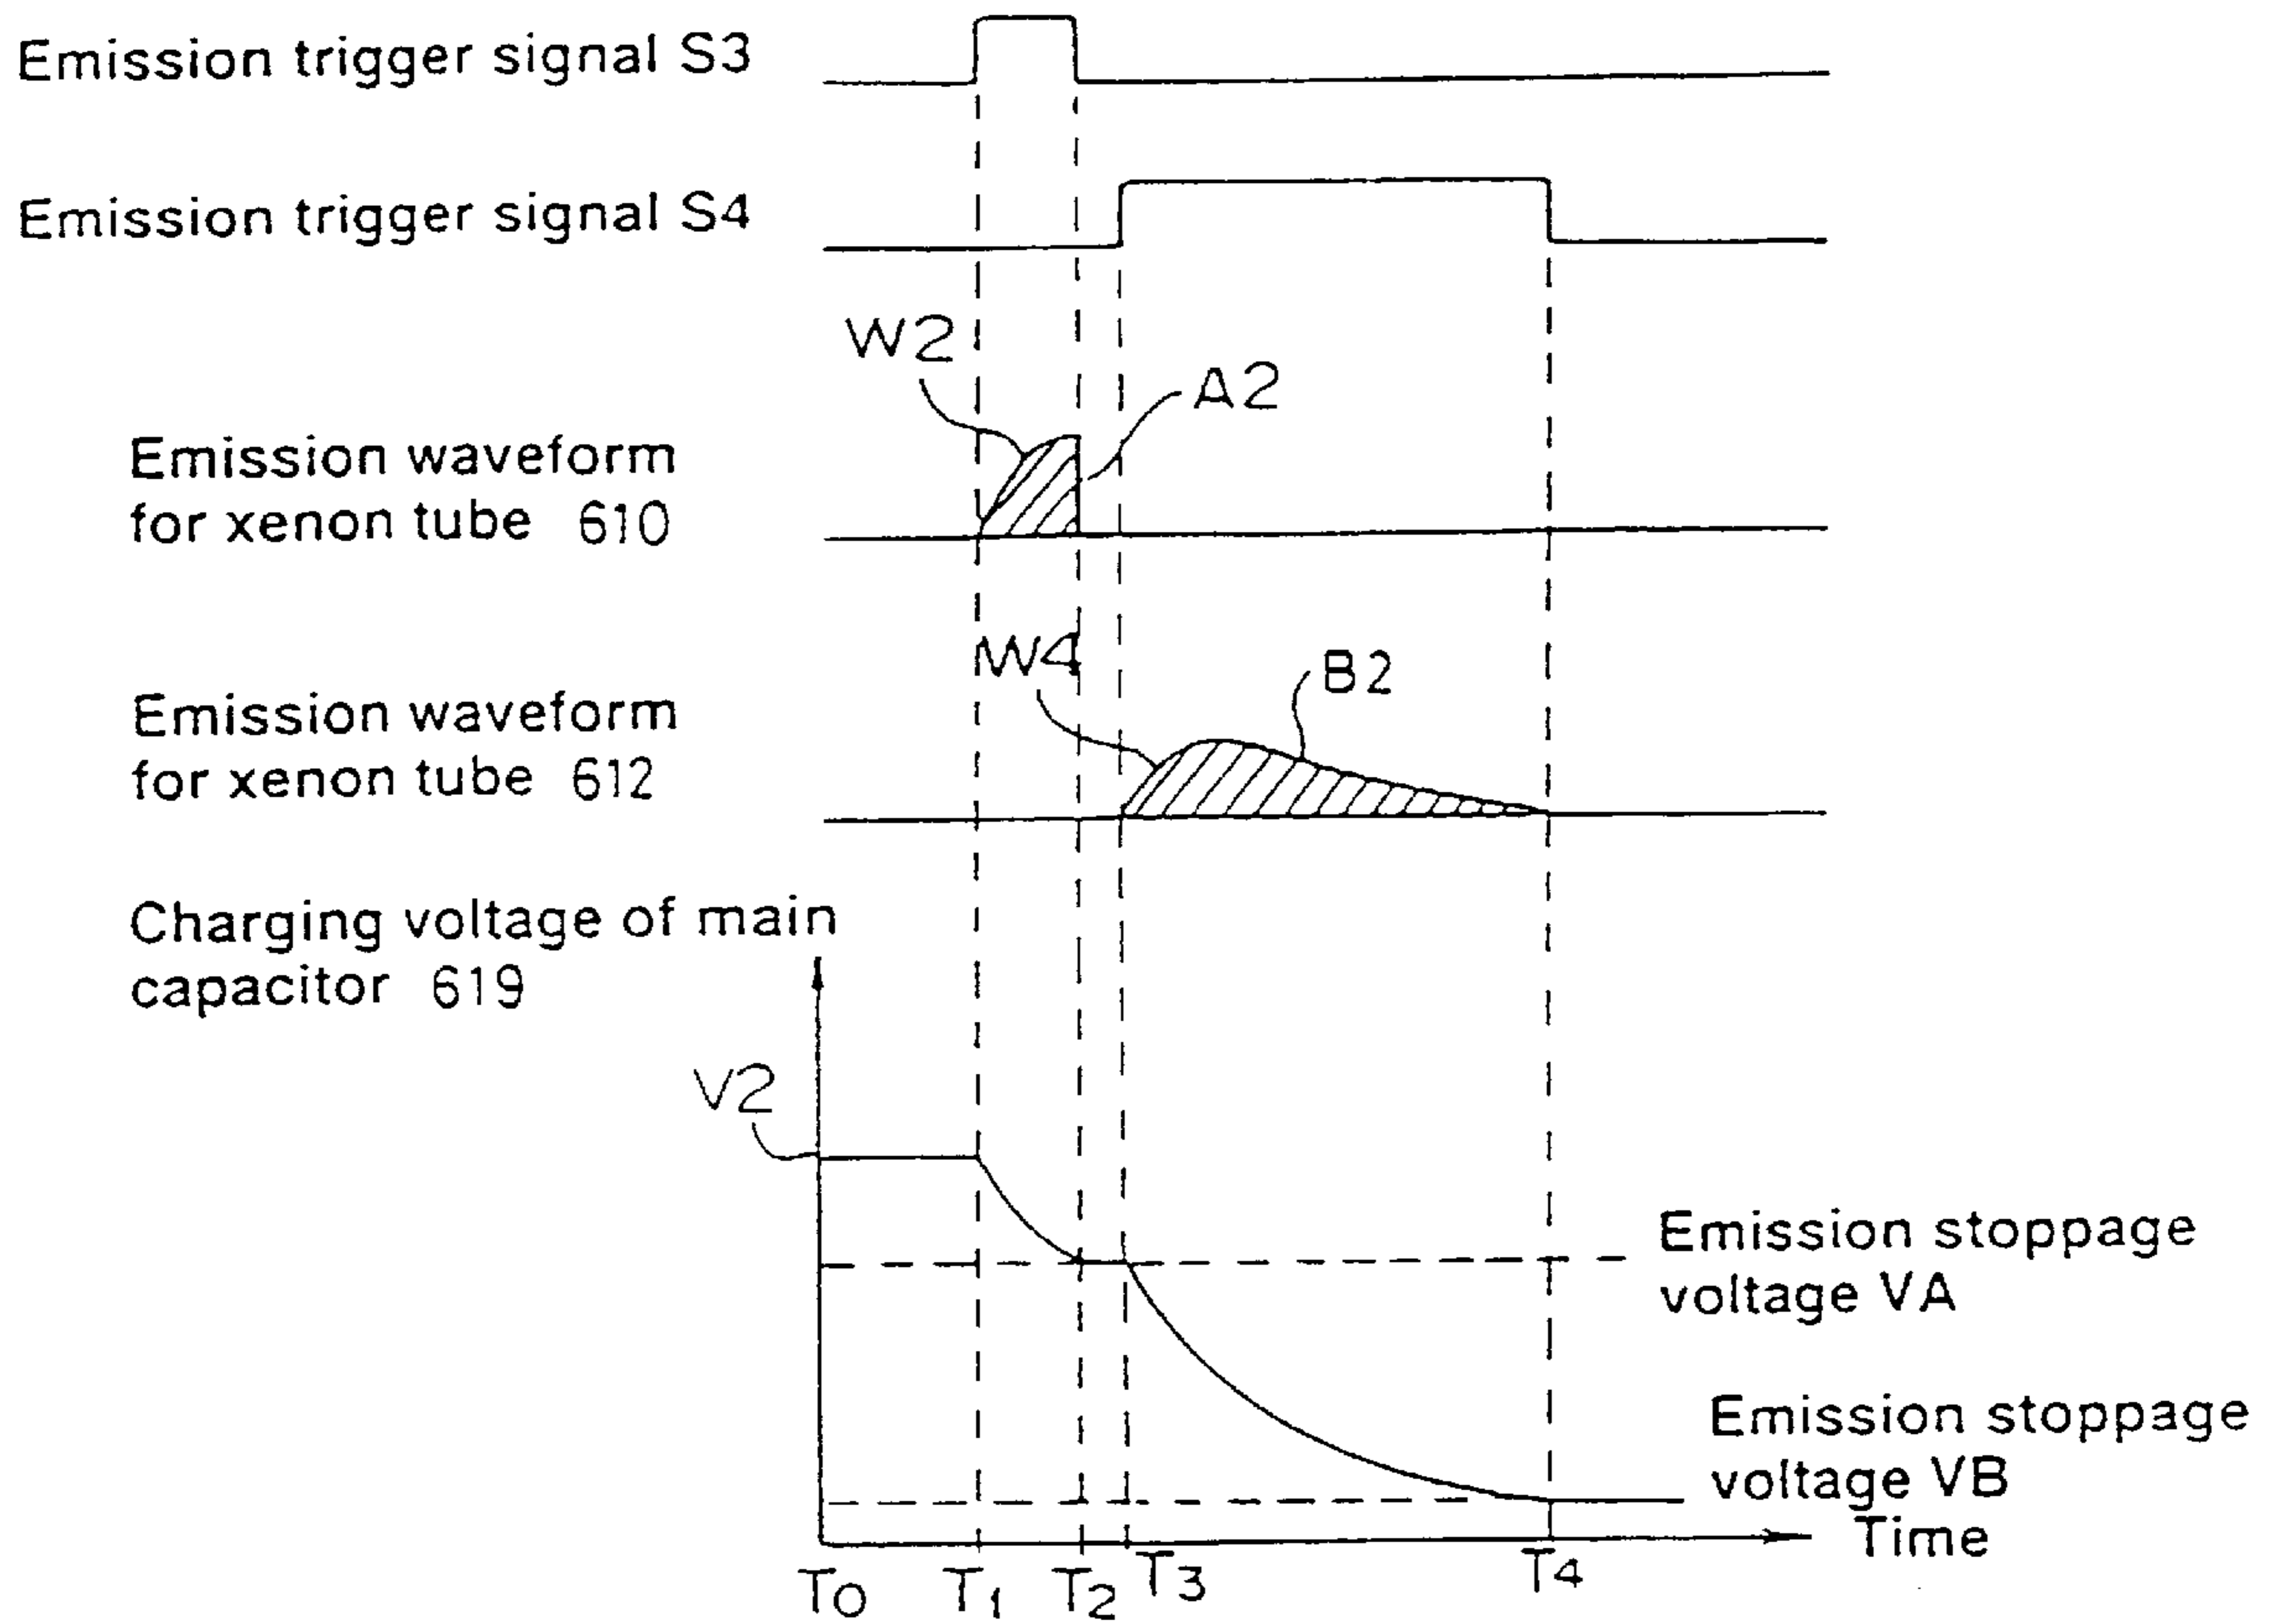 Emission trigger signal S3
Emission trigger signal S4
W2
A2
Emission waveform
for xenon tube 610
W4
B2
Emission waveform
for xenon tube 612
Charging voltage of main
capacitor 619
V2
Emission stoppage
voltage VA
Emission stoppage
voltage VB
Time
T0 T1 T2 T3 T4